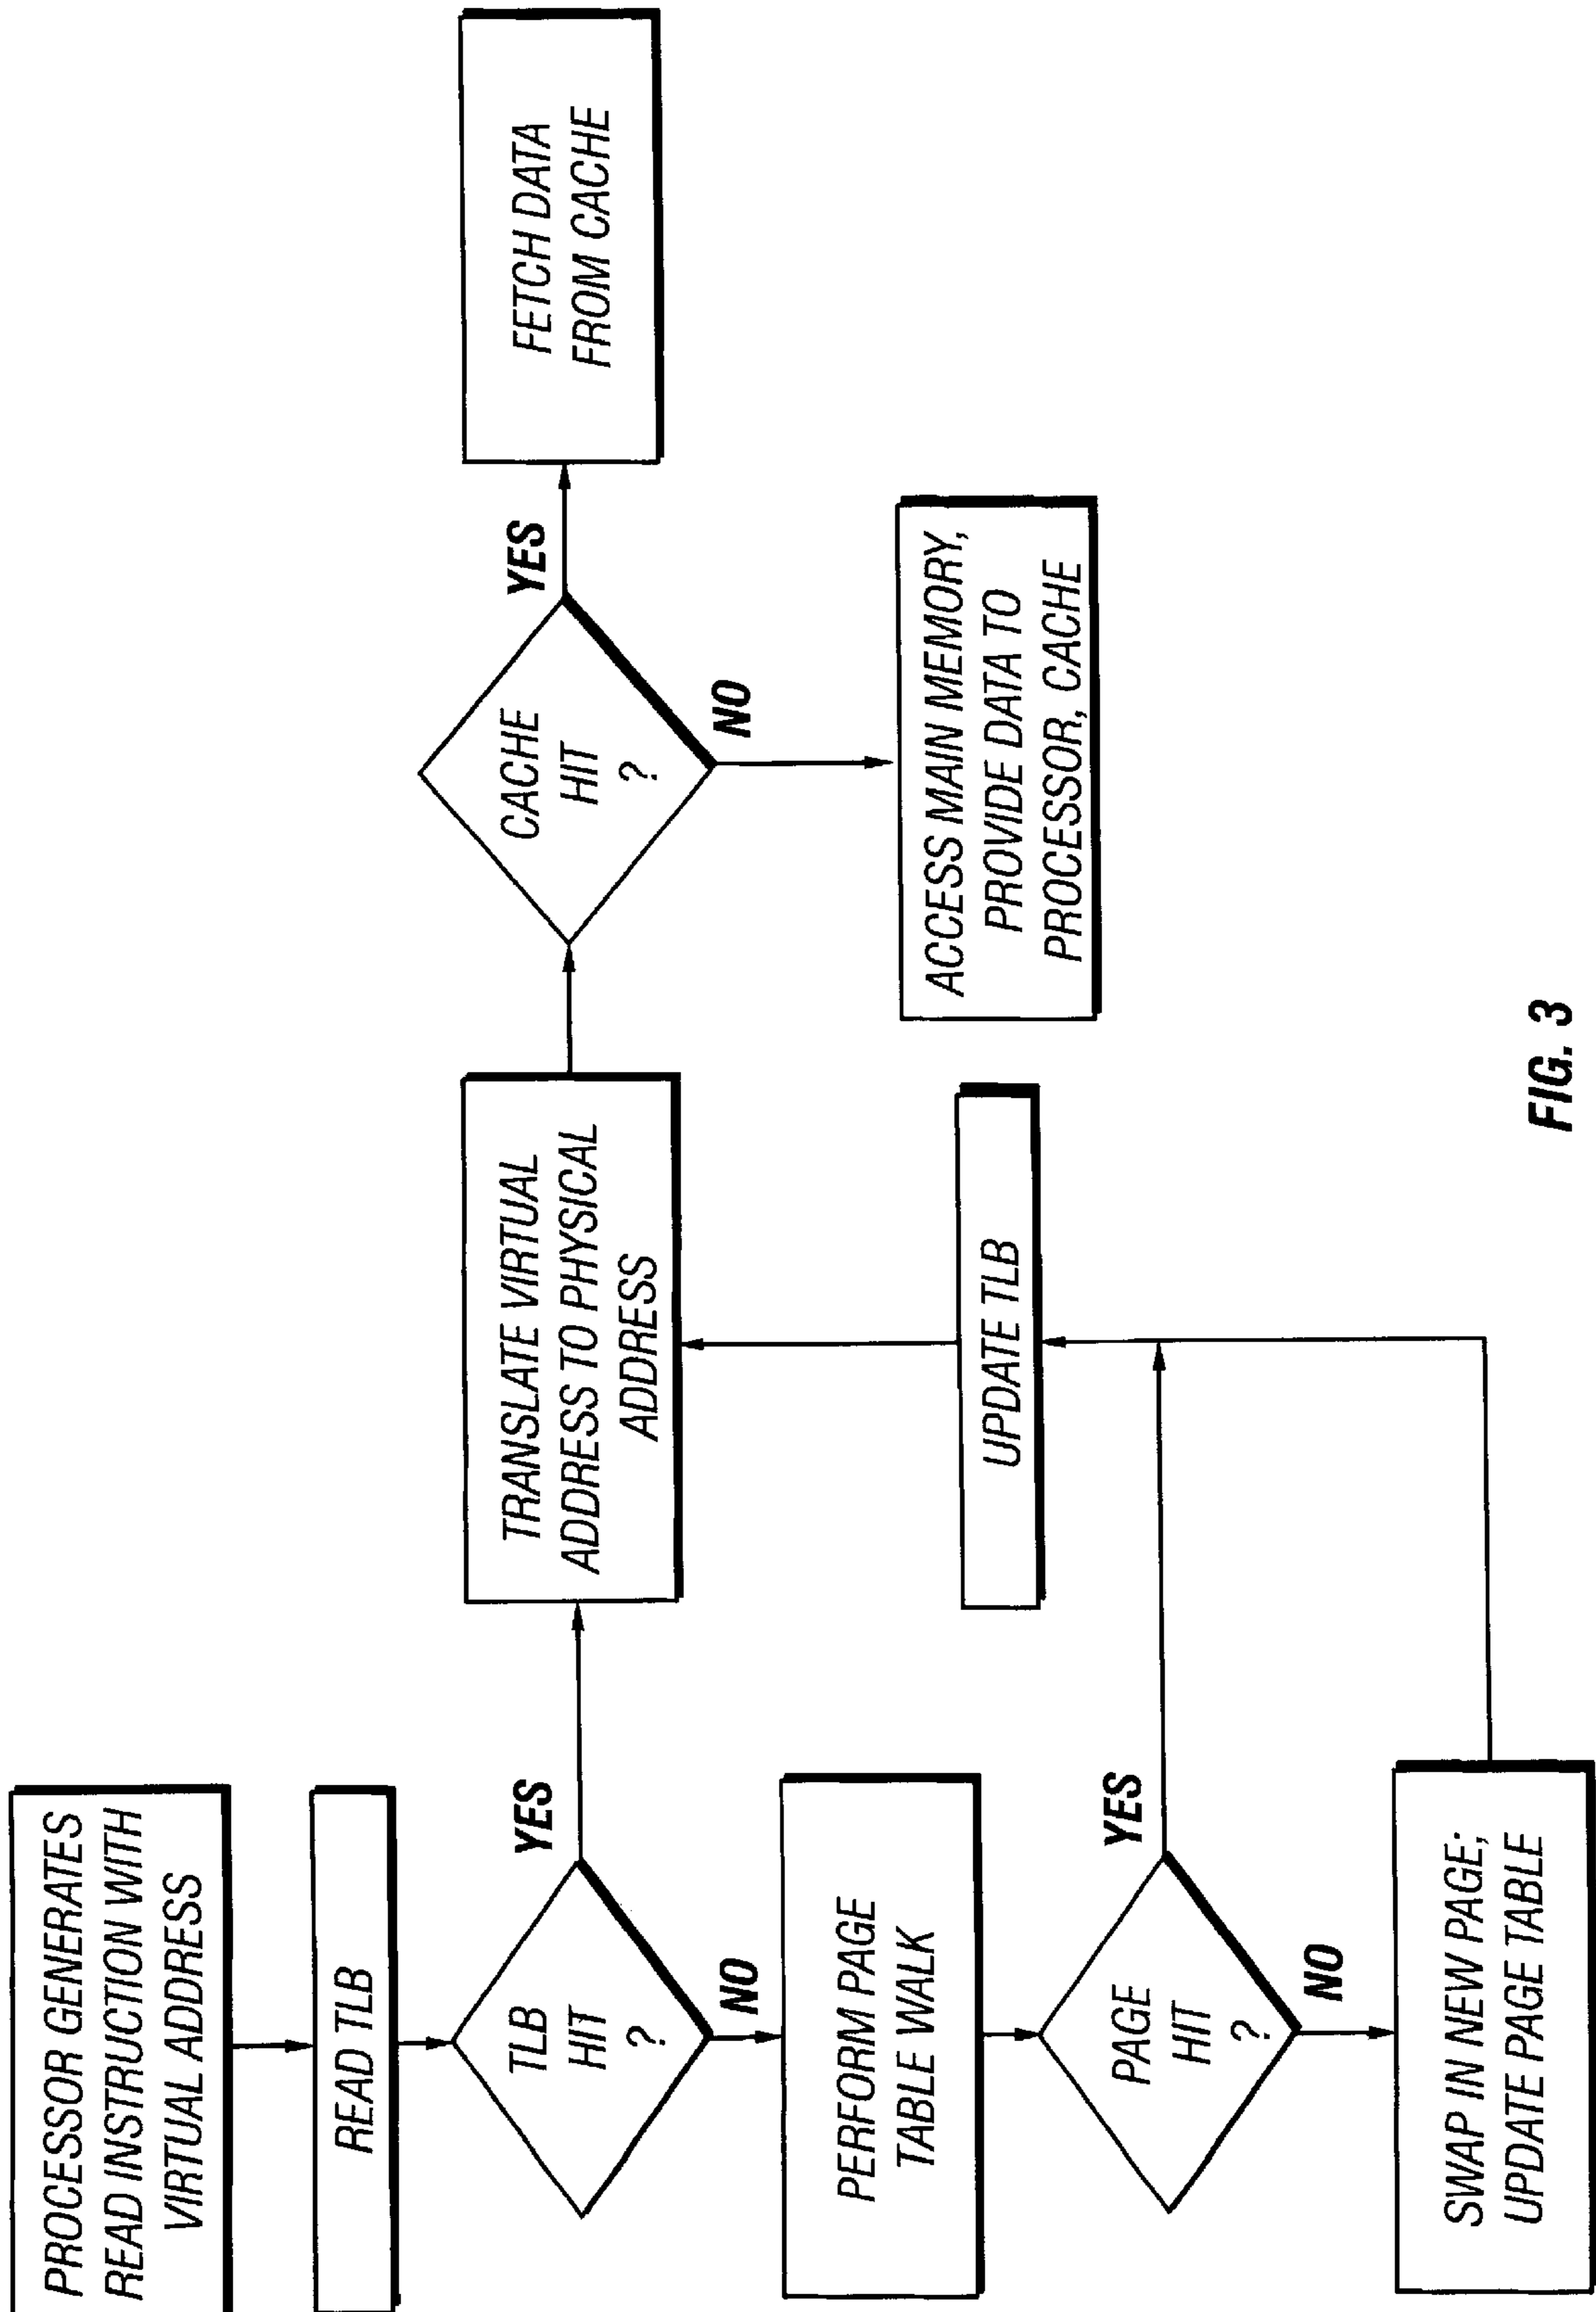 PROCESSOR GENERATES
READ INSTRUCTION WITH
VIRTUAL ADDRESS
READ TLB
TLB
HIT
?
YES
NO
TRANSLATE VIRTUAL
ADDRESS TO PHYSICAL
ADDRESS
CACHE
HIT
?
YES
NO
FETCH DATA
FROM CACHE
ACCESS MAIN MEMORY,
PROVIDE DATA TO
PROCESSOR, CACHE
PERFORM PAGE
TABLE WALK
UPDATE TLB
PAGE
HIT
?
YES
NO
SWAP IN NEW PAGE;
UPDATE PAGE TABLE
FIG. 3